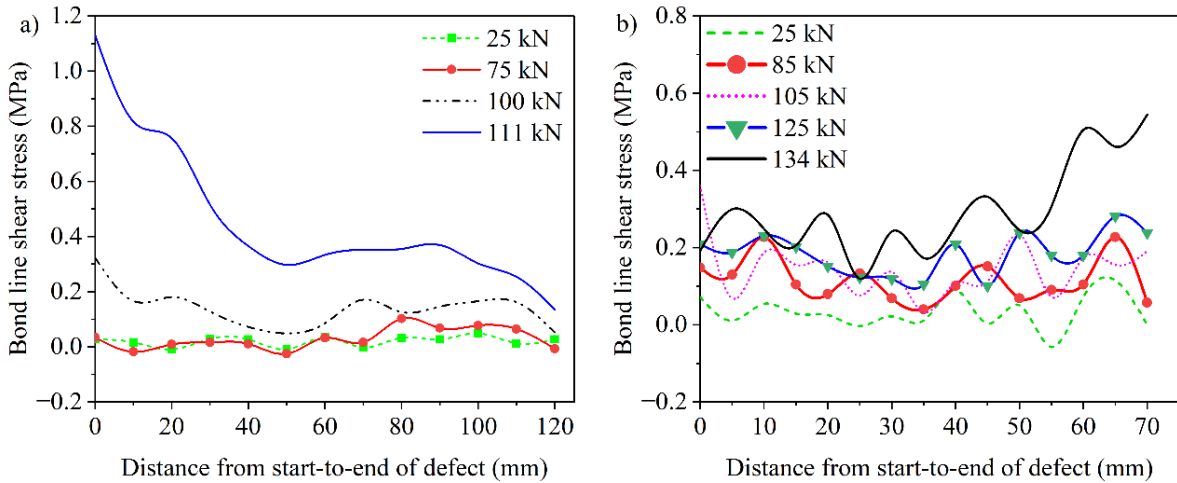 a)
Bond line shear stress (MPa)
1.2
1.0
0.8
0.6
0.4
0.2
0.0
−0.2
25 kN
75 kN
100 kN
111 kN
0 20 40 60 80 100 120
Distance from start-to-end of defect (mm)
b)
Bond line shear stress (MPa)
0.8
0.6
0.4
0.2
0.0
−0.2
25 kN
85 kN
105 kN
125 kN
134 kN
0 10 20 30 40 50 60 70
Distance from start-to-end of defect (mm)